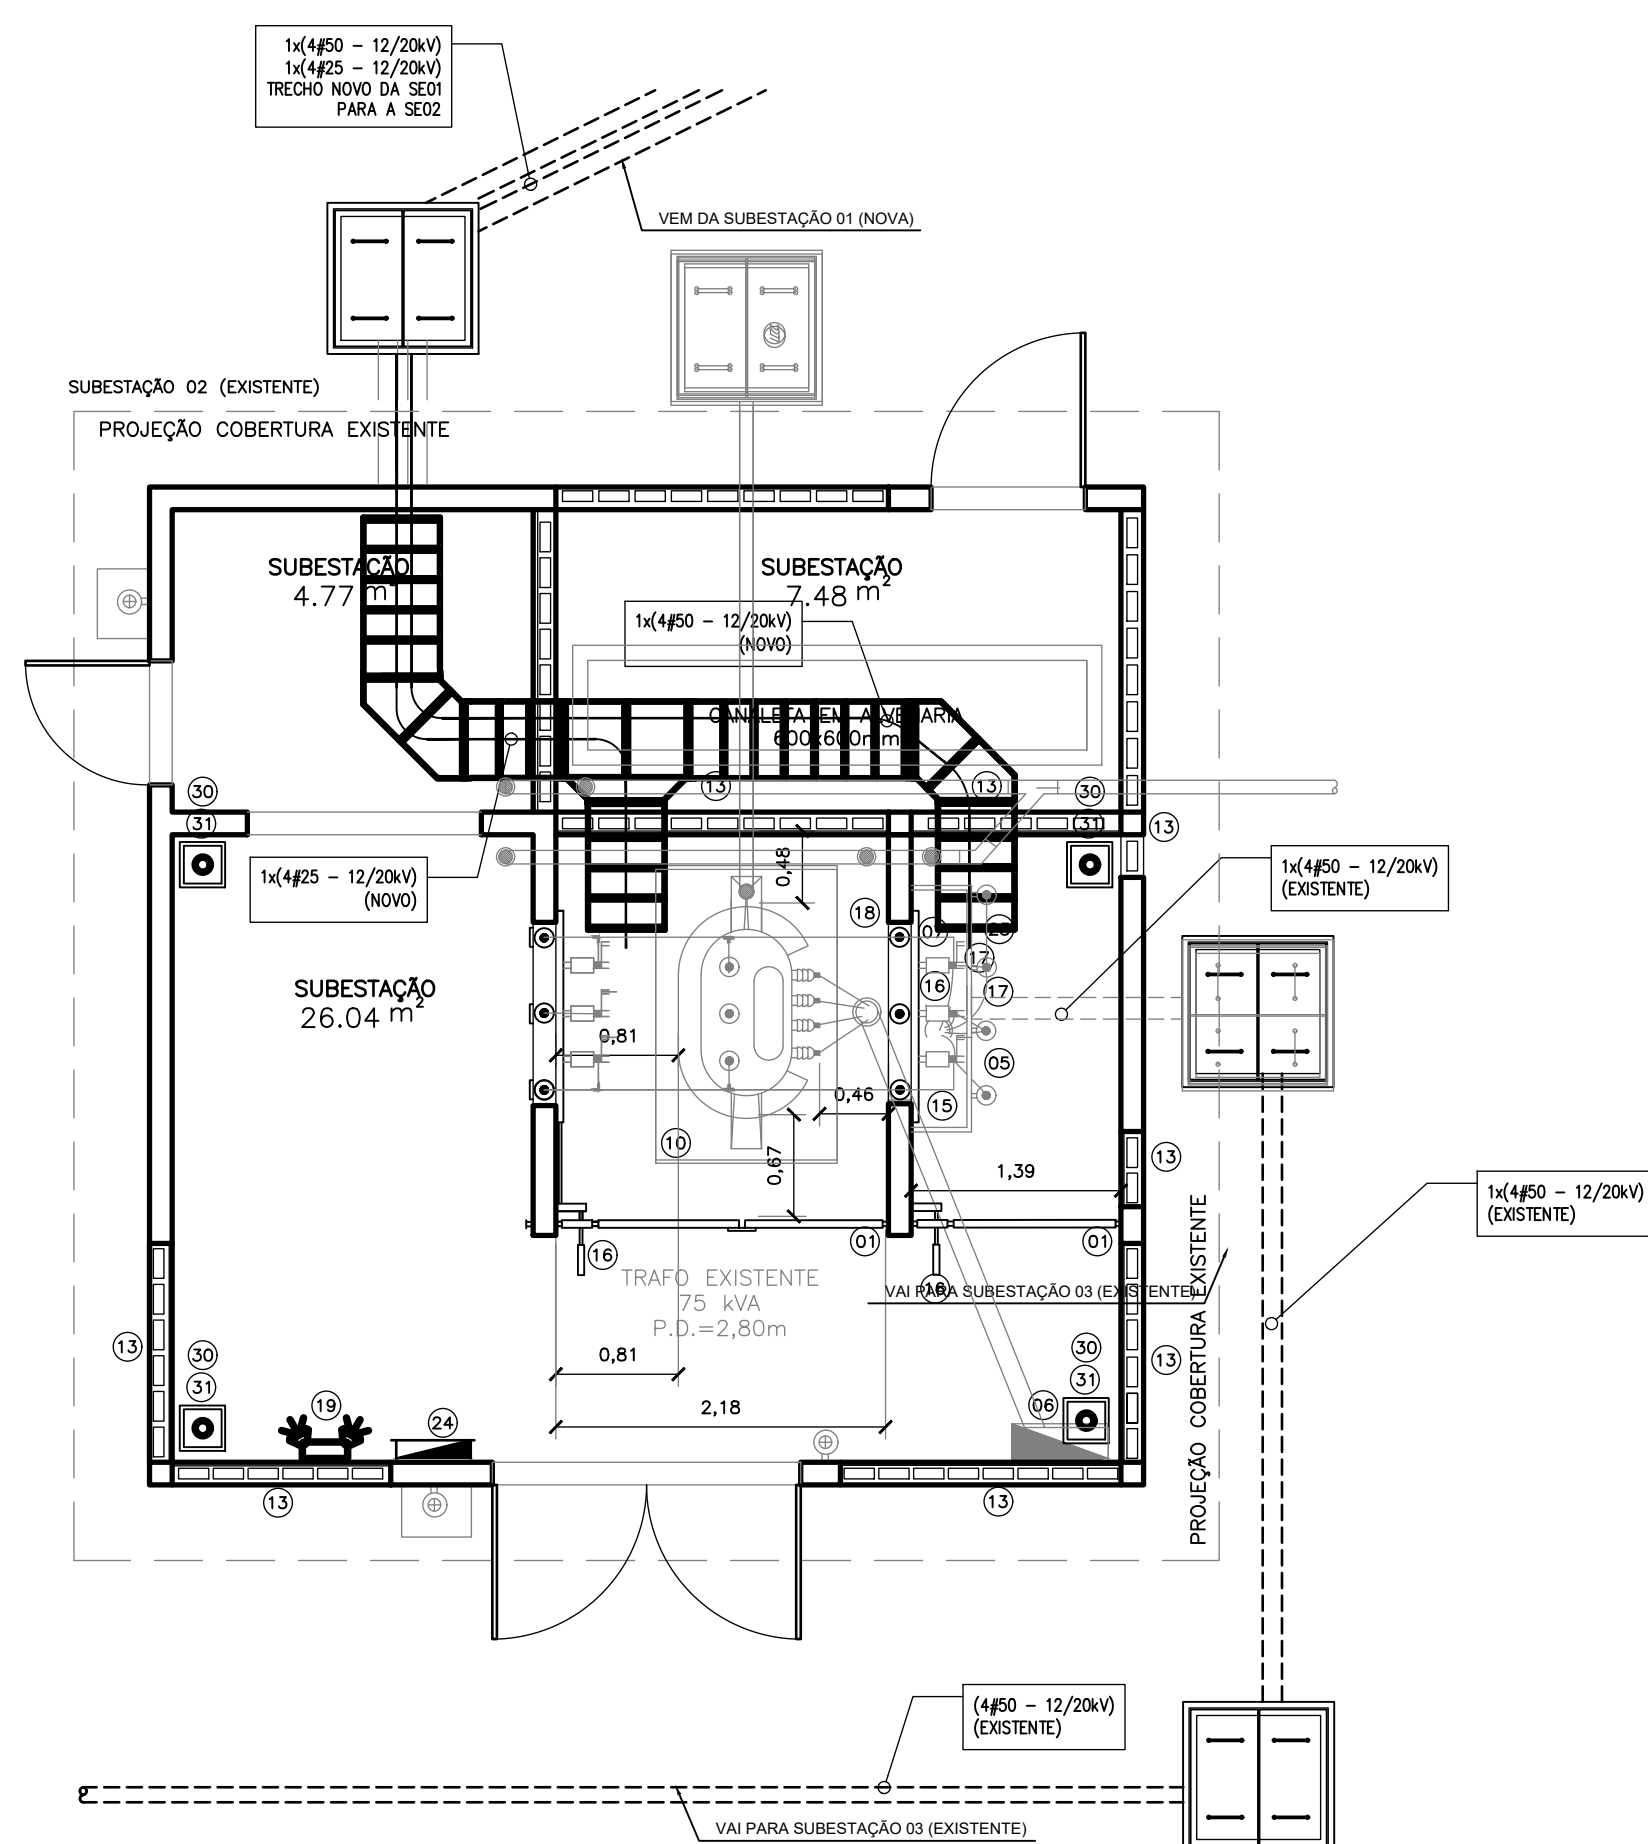 1x(4#50 - 12/20kV)
1x(4#25 - 12/20kV)
TRECHO NOVO DA SE01
PARA A SE02
VEM DA SUBESTAÇÃO 01 (NOVA)
SUBESTAÇÃO 02 (EXISTENTE)
PROJEÇÃO COBERTURA EXISTENTE
SUBESTAÇÃO
4.77 m²
SUBESTAÇÃO
7.48 m²
1x(4#50 - 12/20kV)
(NOVO)
CANALETA EM ALVENARIA
600x600mm
30
31
13
13
30
31
13
1x(4#25 - 12/20kV)
(NOVO)
0,48
1x(4#50 - 12/20kV)
(EXISTENTE)
18
07
17
SUBESTAÇÃO
26.04 m²
16
17
0,81
05
0,46
15
10
0,67
1,39
13
1x(4#50 - 12/20kV)
(EXISTENTE)
PROJEÇÃO COBERTURA EXISTENTE
16
01
01
TRAFO EXISTENTE
75 kVA
P.D.=2,80m
16
VAI PARA SUBESTAÇÃO 03 (EXISTENTE)
13
30
31
0,81
30
31
13
19
24
2,18
06
13
13
(4#50 - 12/20kV)
(EXISTENTE)
VAI PARA SUBESTAÇÃO 03 (EXISTENTE)